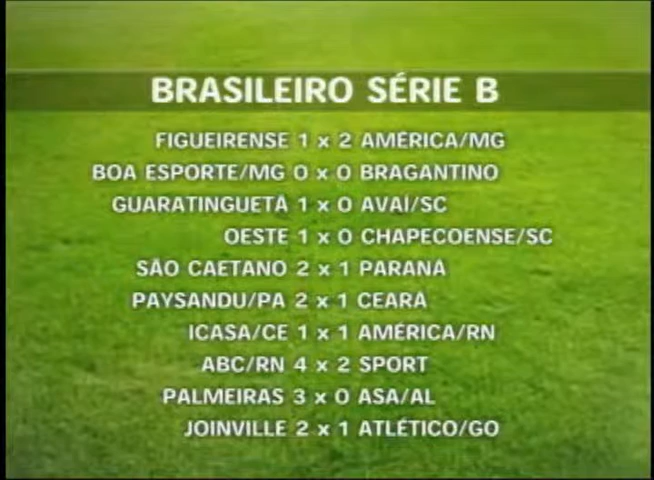 BRASILEIRO SÉRIE B
FIGUEIRENSE 1 x 2 AMÉRICA/MG
BOA ESPORTE/MG 0 x 0 BRAGANTINO
GUARATINGUETÁ 1 x 0 AVAÍ/SC
OESTE 1 x 0 CHAPECOENSE/SC
SÃO CAETANO 2 x 1 PARANÁ
PAYSANDU/PA 2 x 1 CEARÁ
ICASA/CE 1 x 1 AMÉRICA/RN
ABC/RN 4 x 2 SPORT
PALMEIRAS 3 x 0 ASA/AL
JOINVILLE 2 x 1 ATLÉTICO/GO